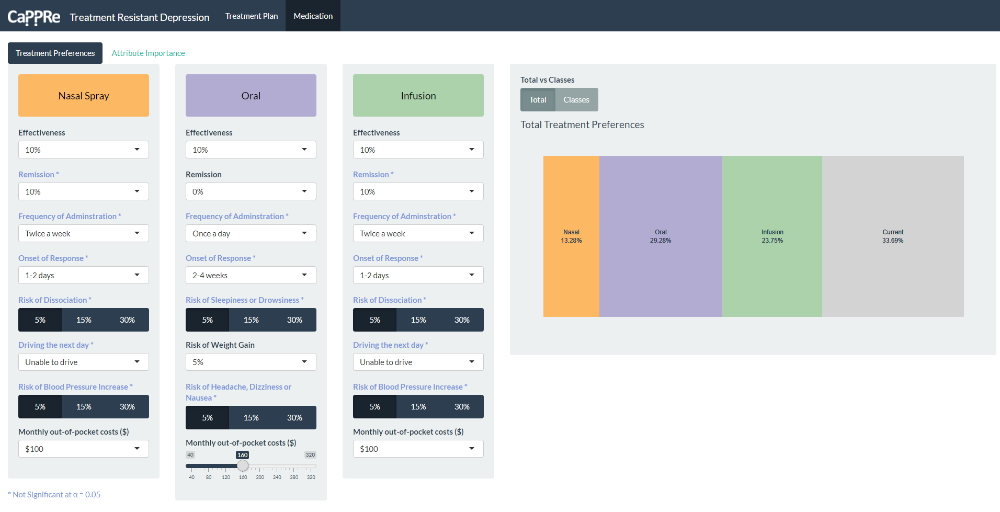 CaPPRe Treatment Resistant Depression Treatment Plan Medication
Treatment Preferences Attribute Importance
Nasal Spray
Effectiveness
10%
Remission *
10%
Frequency of Adminstration *
Twice a week
Onset of Response *
1-2 days
Risk of Dissociation *
5% 15% 30%
Driving the next day *
Unable to drive
Risk of Blood Pressure Increase *
5% 15% 30%
Monthly out-of-pocket costs ($)
$100
* Not Significant at α = 0.05
Oral
Effectiveness
10%
Remission
0%
Frequency of Adminstration *
Once a day
Onset of Response *
2-4 weeks
Risk of Sleepiness or Drowsiness *
5% 15% 30%
Risk of Weight Gain
5%
Risk of Headache, Dizziness or
Nausea *
5% 15% 30%
Monthly out-of-pocket costs ($)
40 160 320
40 80 120 160 200 240 280 320
Infusion
Effectiveness
10%
Remission *
10%
Frequency of Adminstration *
Twice a week
Onset of Response *
1-2 days
Risk of Dissociation *
5% 15% 30%
Driving the next day *
Unable to drive
Risk of Blood Pressure Increase *
5% 15% 30%
Monthly out-of-pocket costs ($)
$100
Total vs Classes
Total Classes
Total Treatment Preferences
Nasal
13.28%
Oral
29.28%
Infusion
23.75%
Current
33.69%